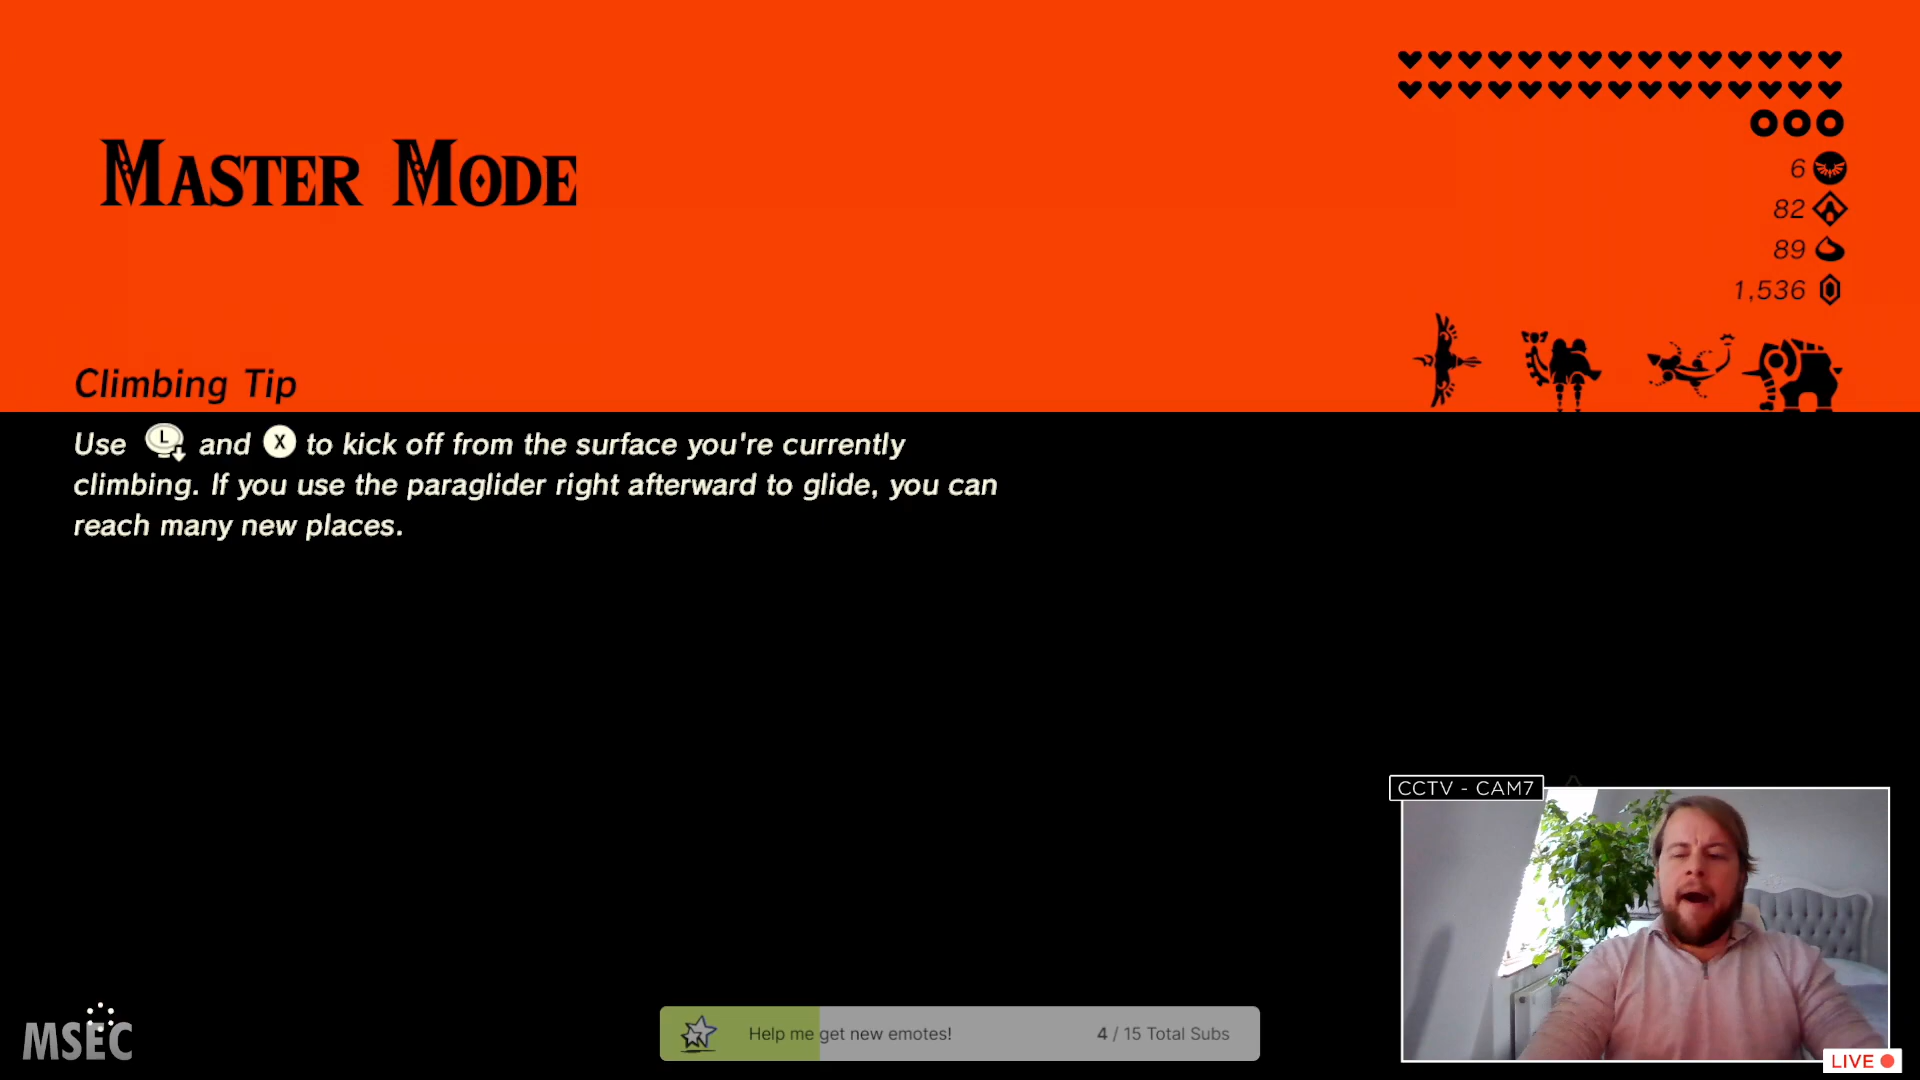 MASTER MODE
6
82
89
1,536
Climbing Tip
Use L and X to kick off from the surface you're currently
climbing. If you use the paraglider right afterward to glide, you can
reach many new places.
CCTV - CAM7
MSEC
7
Help me get new emotes! 4 / 15 Total Subs
LIVE